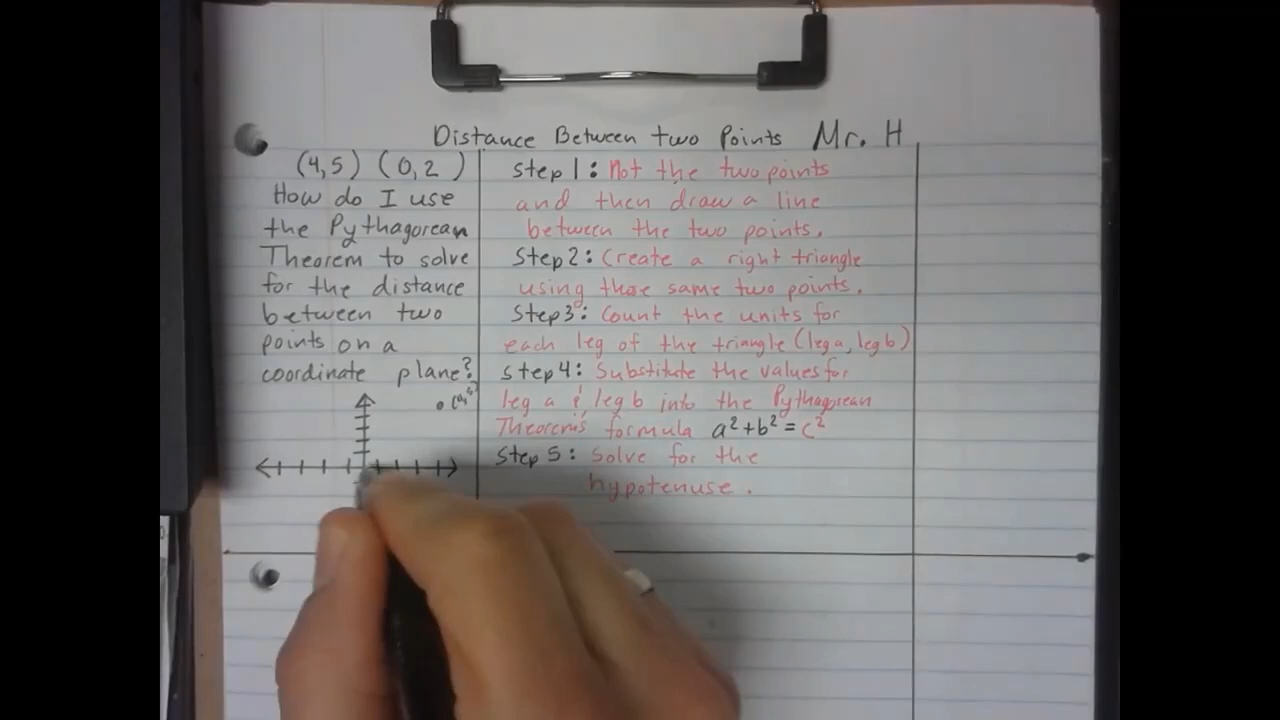 Distance Between two Points Mr. H
(4,5) (0,2)
How do I use
the Pythagorean
Theorem to solve
for the distance
between two
points on a
coordinate plane?
(4,5)
Step 1: Plot the two points
and then draw a line
between the two points.
Step 2: Create a right triangle
using those same two points.
Step 3: Count the units for
each leg of the triangle (leg a, leg b)
Step 4: Substitute the values for
leg a & leg b into the Pythagorean
Theorem's formula a²+b²=c²
Step 5: Solve for the
hypotenuse.